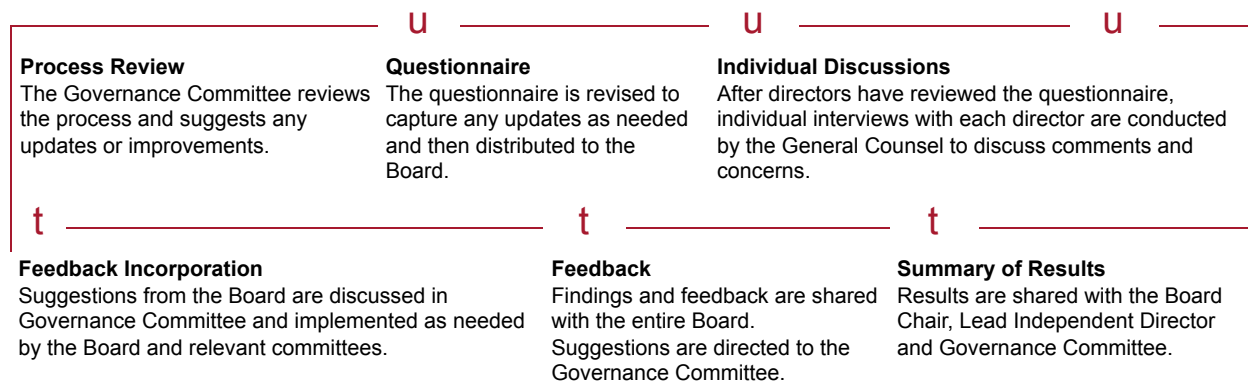 u u u
Process Review
The Governance Committee reviews
the process and suggests any
updates or improvements.
Questionnaire
The questionnaire is revised to
capture any updates as needed
and then distributed to the
Board.
Individual Discussions
After directors have reviewed the questionnaire,
individual interviews with each director are conducted
by the General Counsel to discuss comments and
concerns.
t t t
Feedback Incorporation
Suggestions from the Board are discussed in
Governance Committee and implemented as needed
by the Board and relevant committees.
Feedback
Findings and feedback are shared
with the entire Board.
Suggestions are directed to the
Governance Committee.
Summary of Results
Results are shared with the Board
Chair, Lead Independent Director
and Governance Committee.